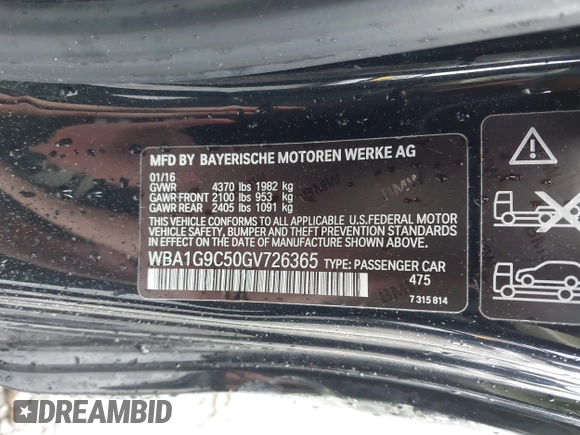 MFD BY BAYERISCHE MOTOREN WERKE AG
01/16
GVWR 4370 lbs 1982 kg
GAWR FRONT 2100 lbs 953 kg
GAWR REAR 2405 lbs 1091 kg
THIS VEHICLE CONFORMS TO ALL APPLICABLE U.S.FEDERAL MOTOR
VEHICLE SAFETY, BUMPER AND THEFT PREVENTION STANDARDS
IN EFFECT ON THE DATE OF MANUFACTURE SHOWN ABOVE.
WBA1G9C50GV726365 TYPE: PASSENGER CAR
475
7 315 814
DREAMBID